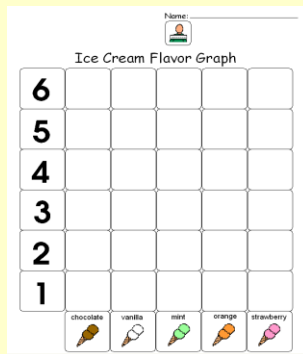 Name:
Ice Cream Flavor Graph
6
5
4
3
2
1
chocolate vanilla mint orange strawberry